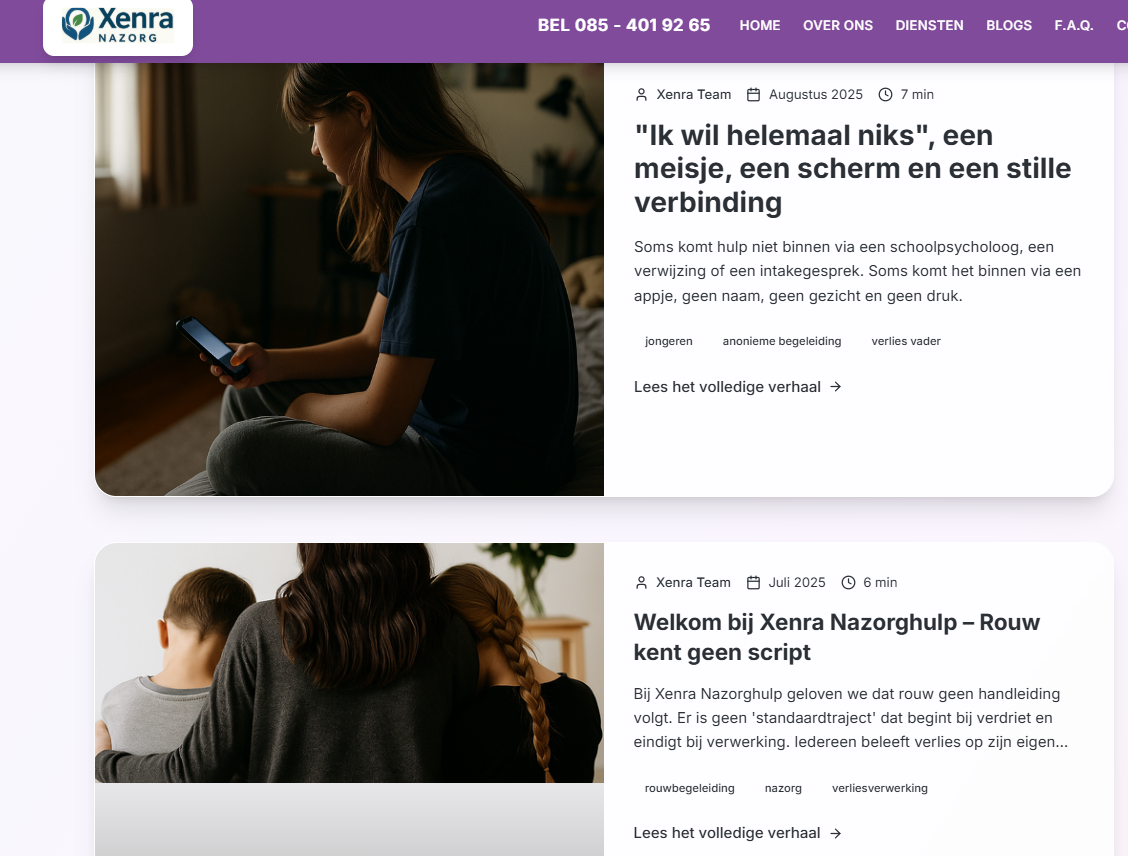 Xenra
NAZORG
BEL 085 - 401 92 65
HOME
OVER ONS
DIENSTEN
BLOGS
F.A.Q.
Xenra Team
Augustus 2025
7 min
"Ik wil helemaal niks", een
meisje, een scherm en een stille
verbinding
Soms komt hulp niet binnen via een schoolpsycholoog, een
verwijzing of een intakegesprek. Soms komt het binnen via een
appje, geen naam, geen gezicht en geen druk.
jongeren
anonieme begeleiding
verlies vader
Lees het volledige verhaal →
Xenra Team
Juli 2025
6 min
Welkom bij Xenra Nazorghulp – Rouw
kent geen script
Bij Xenra Nazorghulp geloven we dat rouw geen handleiding
volgt. Er is geen 'standaardtraject' dat begint bij verdriet en
eindigt bij verwerking. Iedereen beleeft verlies op zijn eigen...
rouwbegeleiding
nazorg
verliesverwerking
Lees het volledige verhaal →